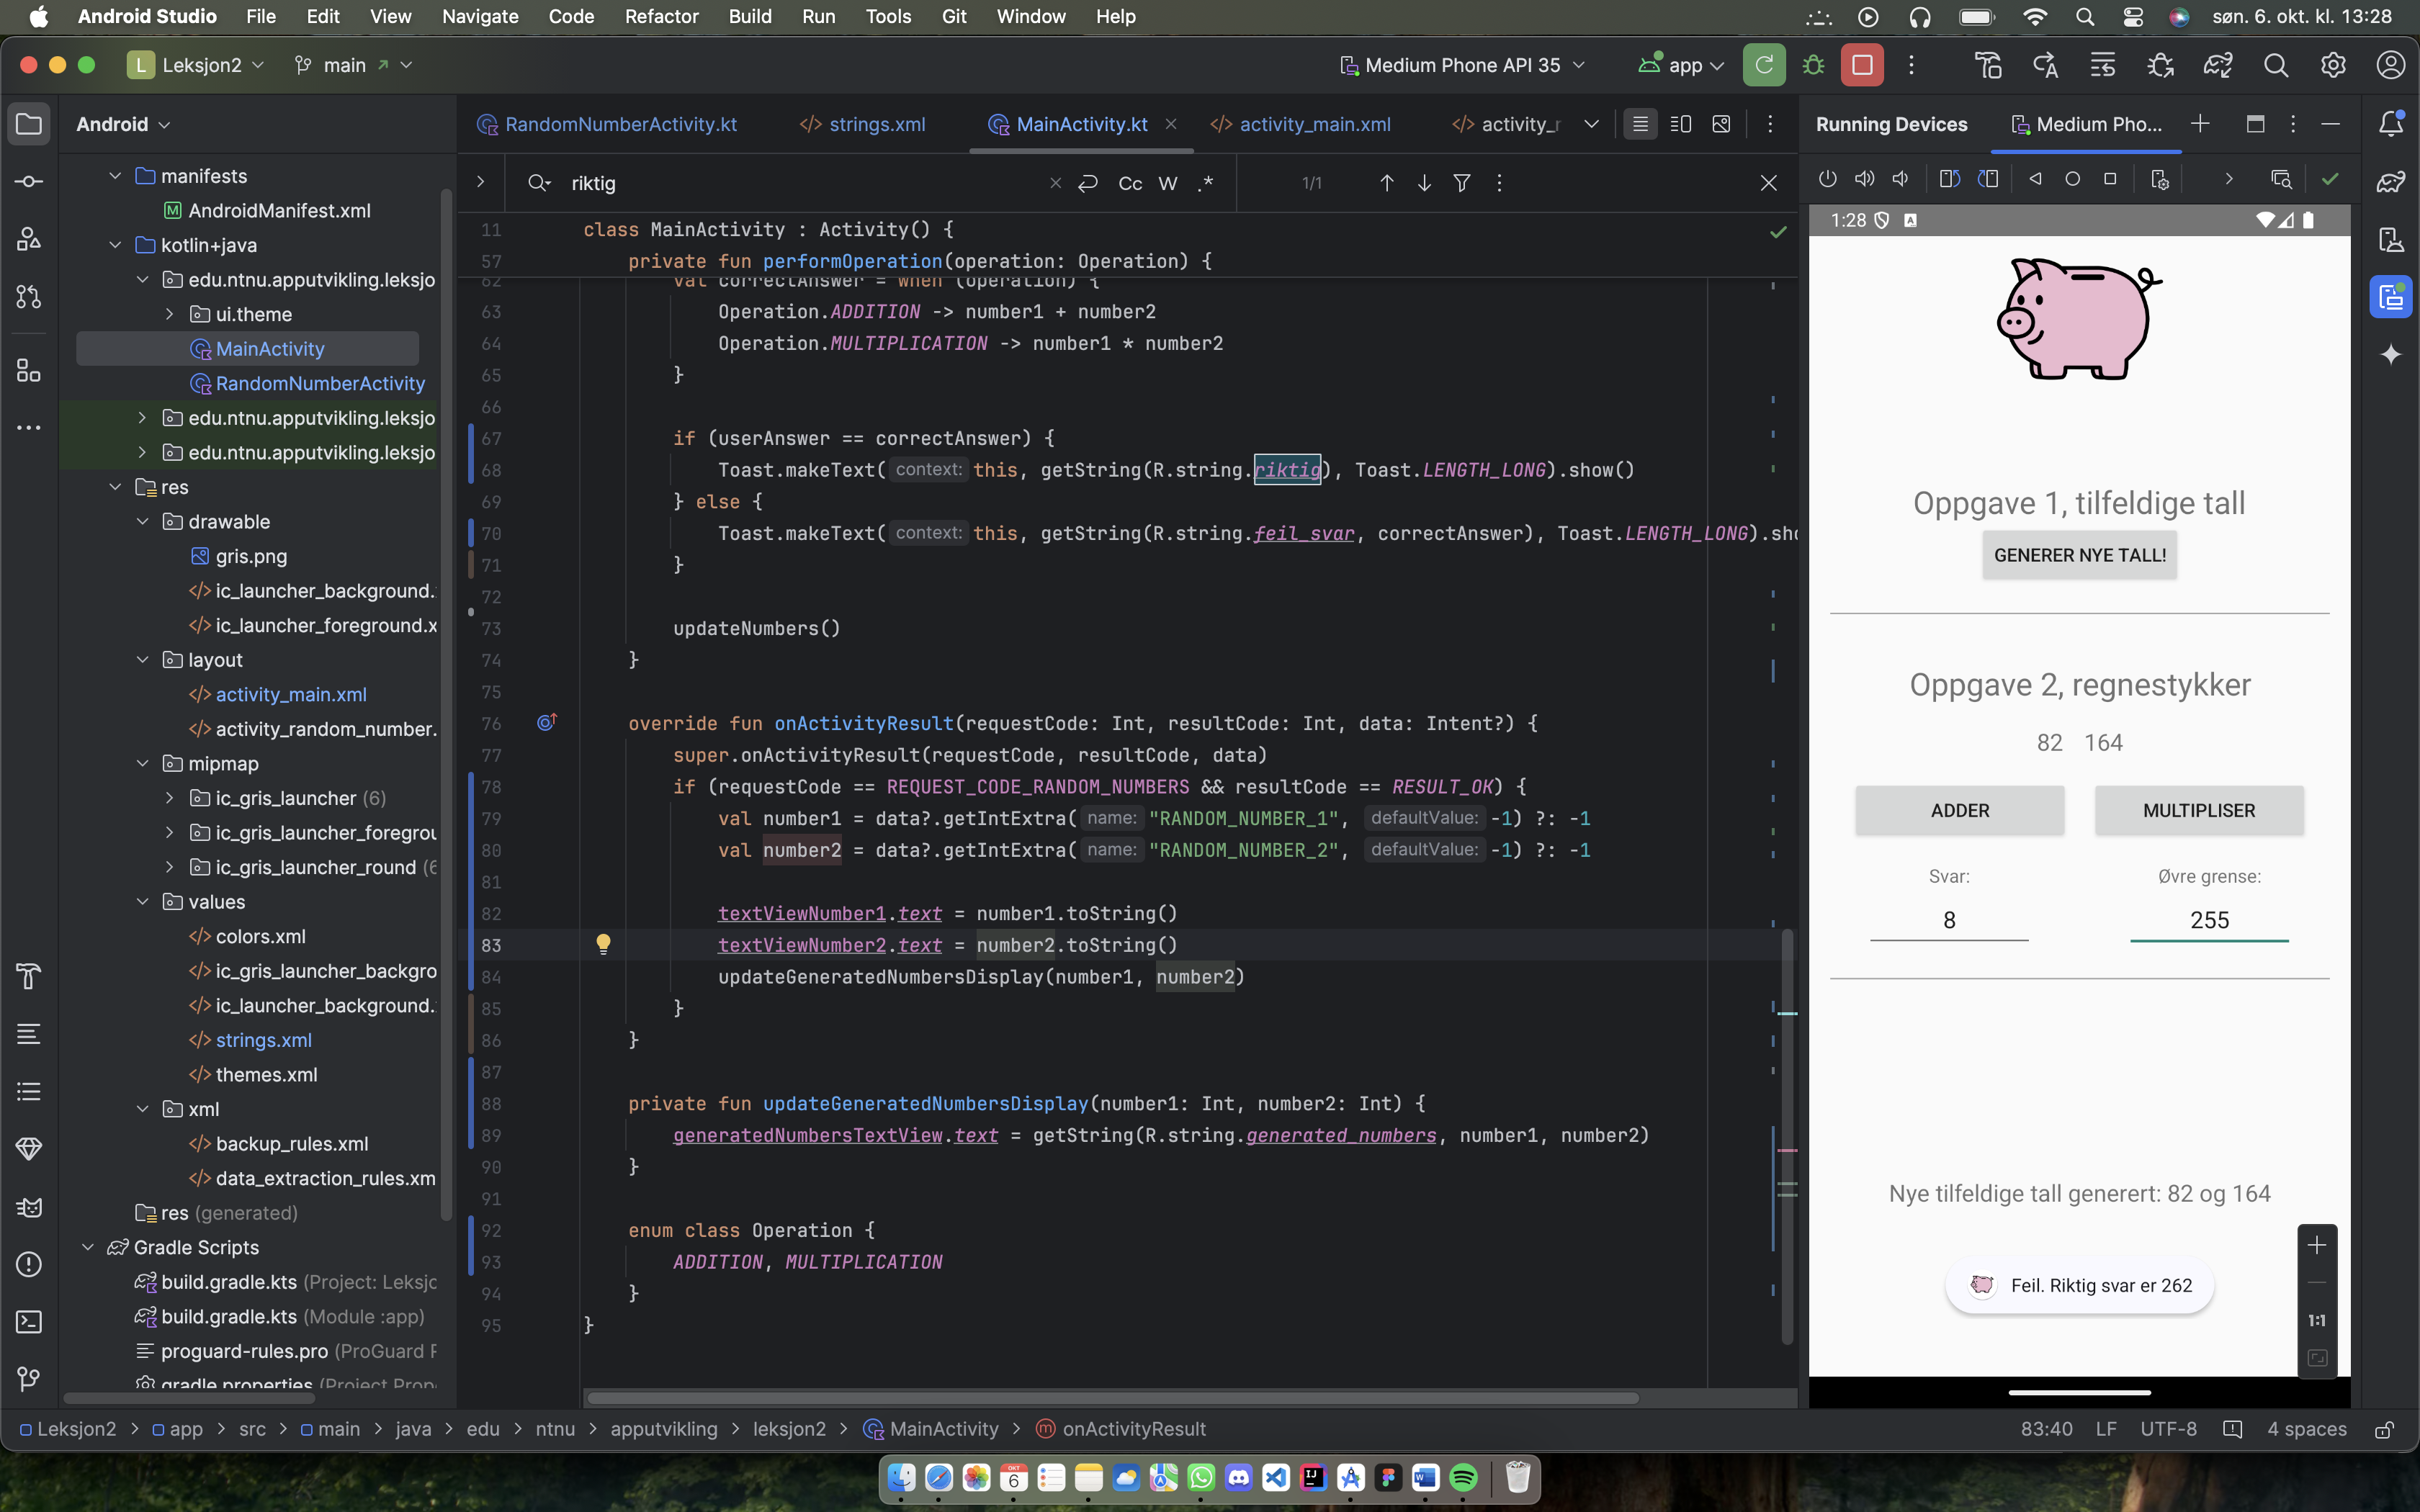 Android Studio File Edit View Navigate Code Refactor Build Run Tools Git Window Help søn. 6. okt. kl. 13:28
L Leksjon2 main Medium Phone API 35 app
Android
RandomNumberActivity.kt strings.xml MainActivity.kt activity_main.xml activity_r
Running Devices Medium Pho...
manifests
AndroidManifest.xml
kotlin+java
edu.ntnu.apputvikling.leksjo
ui.theme
MainActivity
RandomNumberActivity
edu.ntnu.apputvikling.leksjo
edu.ntnu.apputvikling.leksjo
res
drawable
gris.png
ic_launcher_background.
ic_launcher_foreground.x
layout
activity_main.xml
activity_random_number.
mipmap
ic_gris_launcher (6)
ic_gris_launcher_foregrou
ic_gris_launcher_round (6
values
colors.xml
ic_gris_launcher_backgro
ic_launcher_background.
strings.xml
themes.xml
xml
backup_rules.xml
data_extraction_rules.xm
res (generated)
Gradle Scripts
build.gradle.kts (Project: Leksjo
build.gradle.kts (Module :app)
proguard-rules.pro (ProGuard R
gradle.properties (Project Prop
riktig Cc W .* 1/1
11 class MainActivity : Activity() {
57 private fun performOperation(operation: Operation) {
62 val correctAnswer = when (operation) {
63 Operation.ADDITION -> number1 + number2
64 Operation.MULTIPLICATION -> number1 * number2
65 }
66
67 if (userAnswer == correctAnswer) {
68 Toast.makeText( context: this, getString(R.string.riktig), Toast.LENGTH_LONG).show()
69 } else {
70 Toast.makeText( context: this, getString(R.string.feil_svar, correctAnswer), Toast.LENGTH_LONG).sho
71 }
72
73 updateNumbers()
74 }
75
76 override fun onActivityResult(requestCode: Int, resultCode: Int, data: Intent?) {
77 super.onActivityResult(requestCode, resultCode, data)
78 if (requestCode == REQUEST_CODE_RANDOM_NUMBERS && resultCode == RESULT_OK) {
79 val number1 = data?.getIntExtra( name: "RANDOM_NUMBER_1", defaultValue: -1) ?: -1
80 val number2 = data?.getIntExtra( name: "RANDOM_NUMBER_2", defaultValue: -1) ?: -1
81
82 textViewNumber1.text = number1.toString()
83 textViewNumber2.text = number2.toString()
84 updateGeneratedNumbersDisplay(number1, number2)
85 }
86 }
87
88 private fun updateGeneratedNumbersDisplay(number1: Int, number2: Int) {
89 generatedNumbersTextView.text = getString(R.string.generated_numbers, number1, number2)
90 }
91
92 enum class Operation {
93 ADDITION, MULTIPLICATION
94 }
95 }
1:28
Oppgave 1, tilfeldige tall
GENERER NYE TALL!
Oppgave 2, regnestykker
82 164
ADDER MULTIPLISER
Svar: Øvre grense:
8 255
Nye tilfeldige tall generert: 82 og 164
Feil. Riktig svar er 262
1:1
Leksjon2 app src main java edu ntnu apputvikling leksjon2 MainActivity onActivityResult 83:40 LF UTF-8 4 spaces
OKT
6